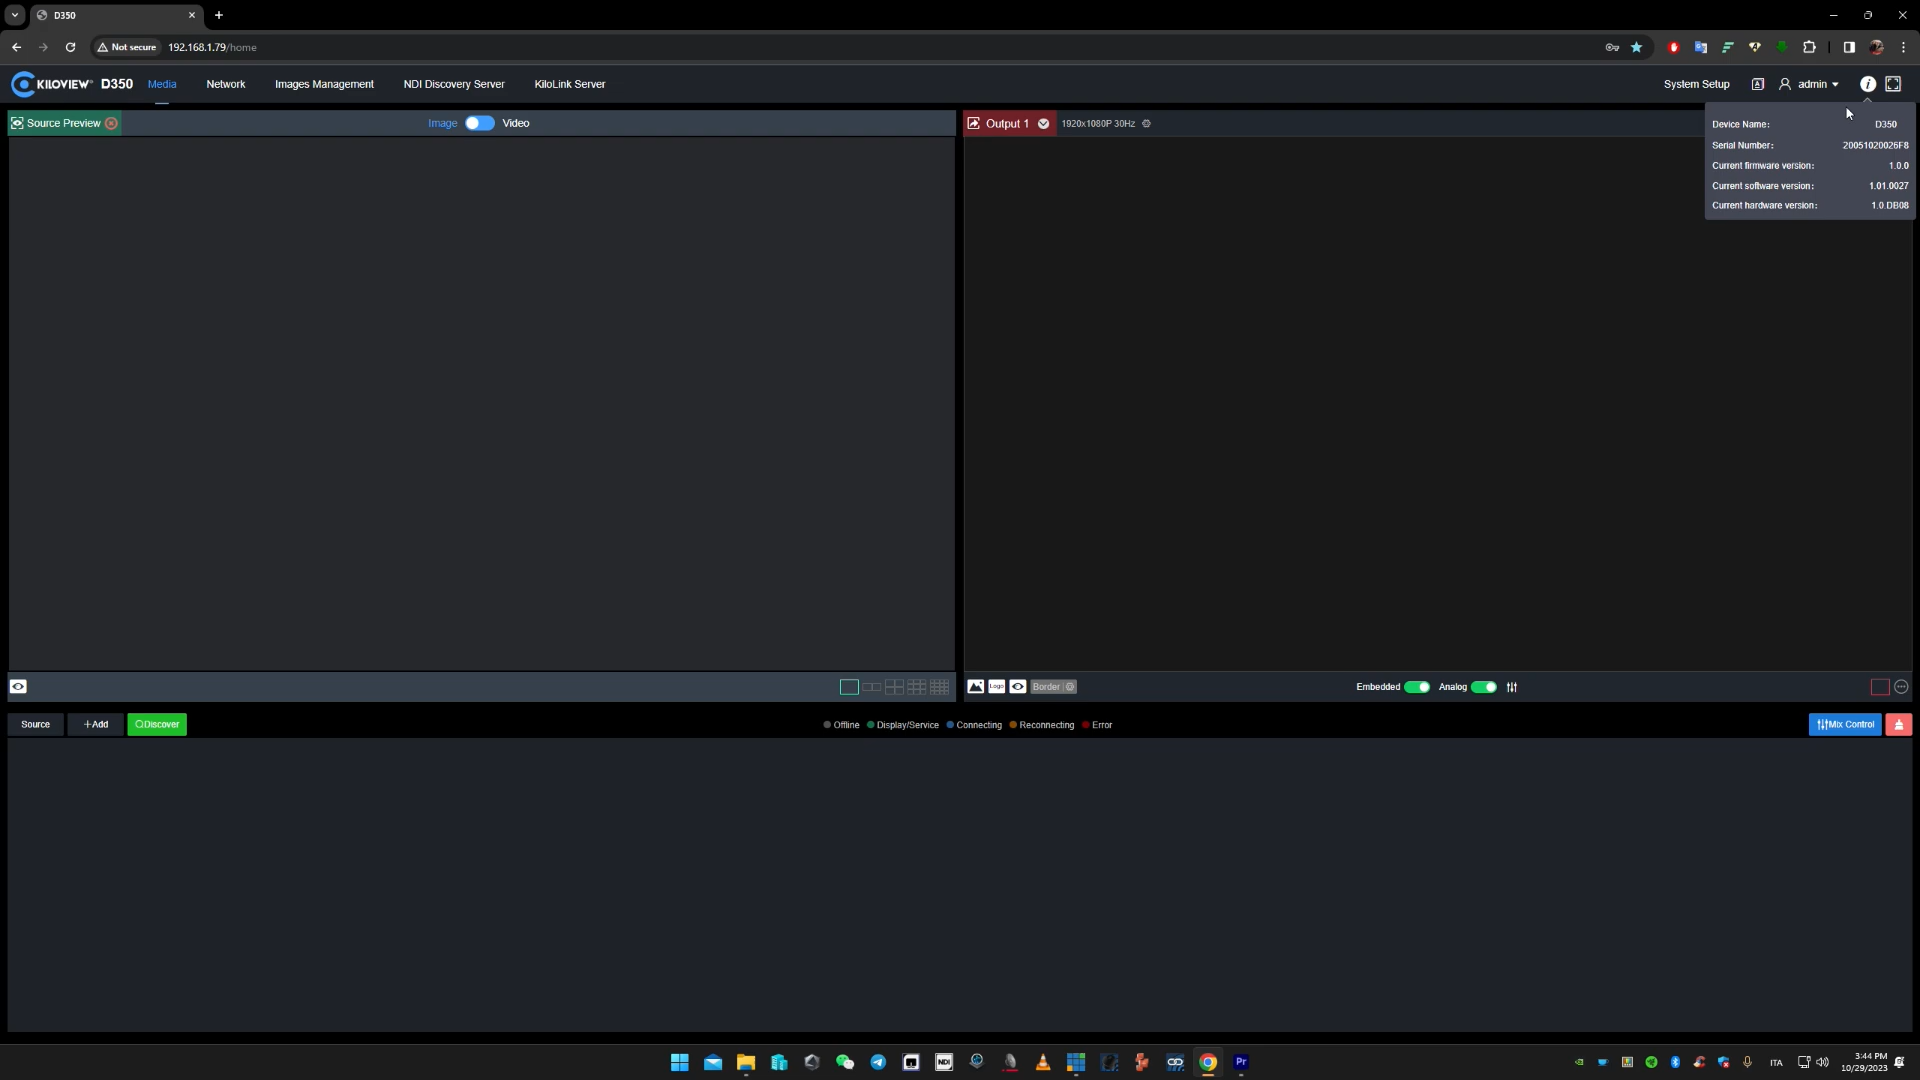 D350
Not secure 192.168.1.79/home
KILOVIEW D350 Media Network Images Management NDI Discovery Server KiloLink Server System Setup admin
Source Preview Image Video Output 1 1920x1080P 30Hz
Device Name: D350
Serial Number: 20051020026F8
Current firmware version: 1.0.0
Current software version: 1.01.0027
Current hardware version: 1.0.DB08
Logo Border Embedded Analog
Source +Add Discover Offline Display/Service Connecting Reconnecting Error Mix Control
NDI Pr ITA 3:44 PM
10/29/2023